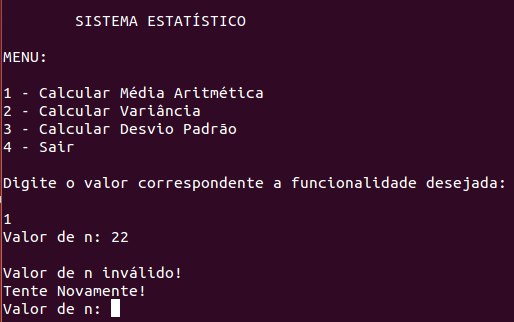 SISTEMA ESTATÍSTICO
MENU:
1 - Calcular Média Aritmética
2 - Calcular Variância
3 - Calcular Desvio Padrão
4 - Sair
Digite o valor correspondente a funcionalidade desejada:
1
Valor de n: 22
Valor de n inválido!
Tente Novamente!
Valor de n: